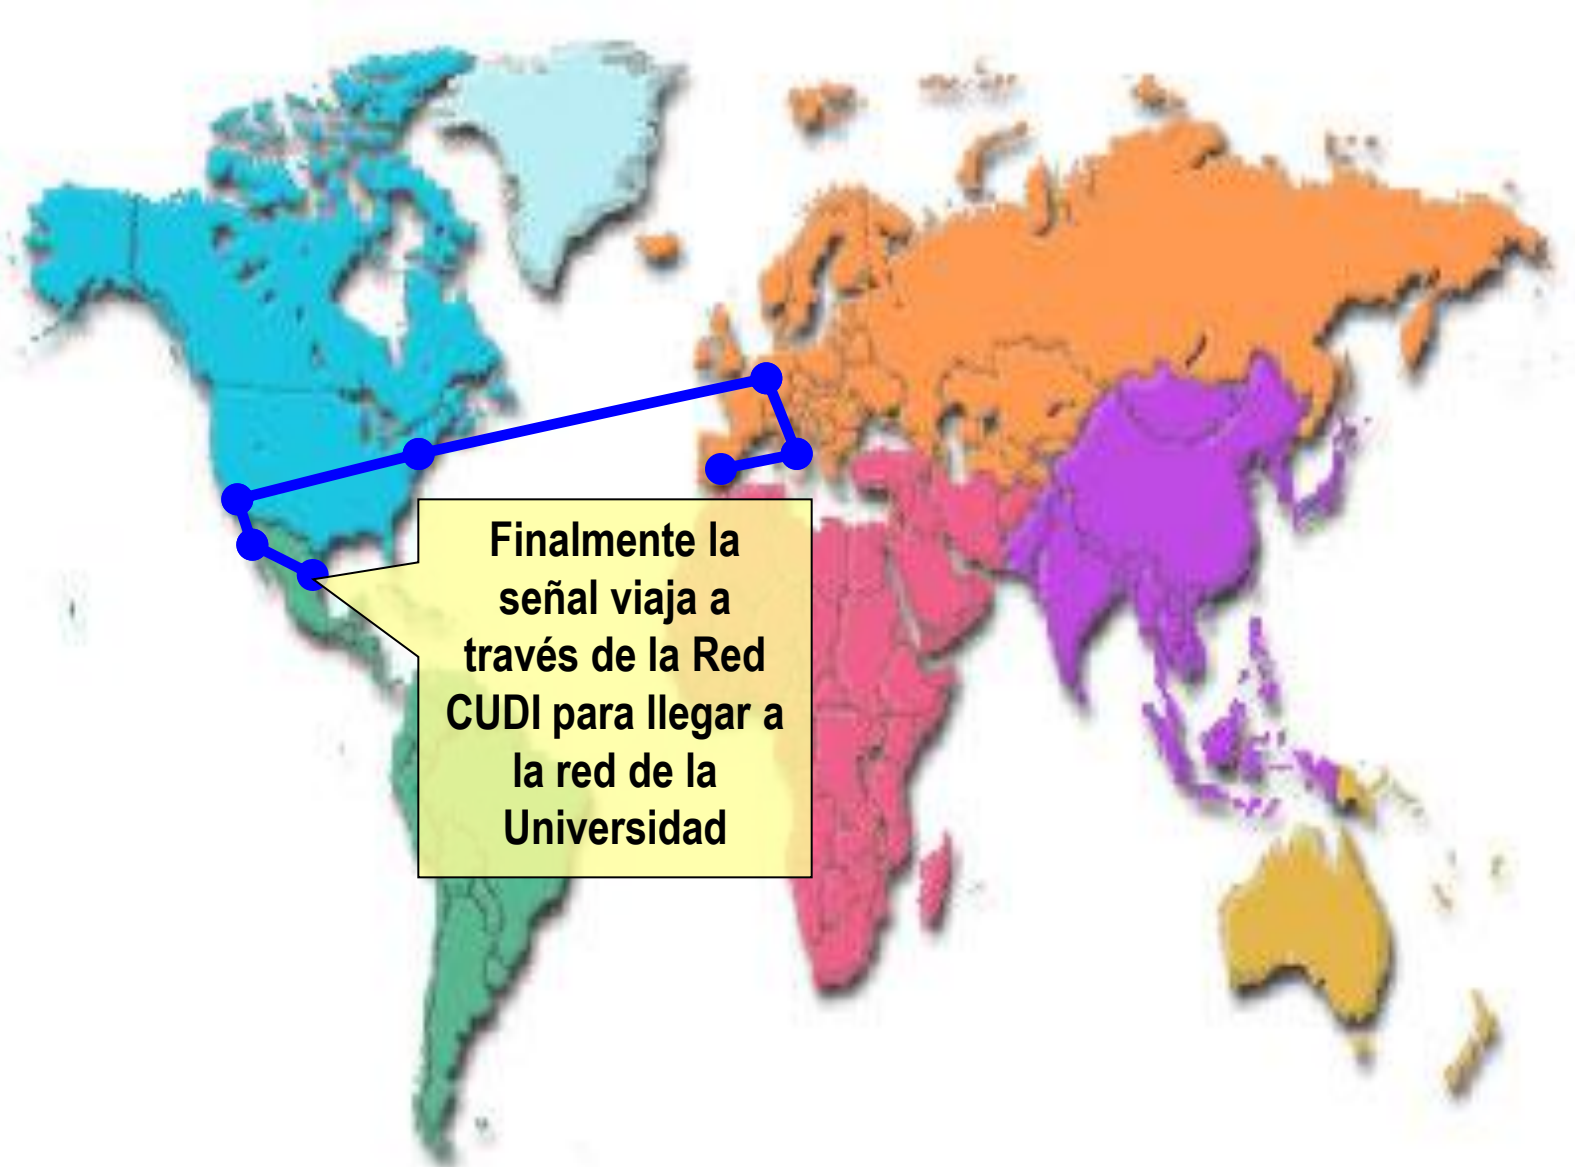 Finalmente la
señal viaja a
través de la Red
CUDI para llegar a
la red de la
Universidad